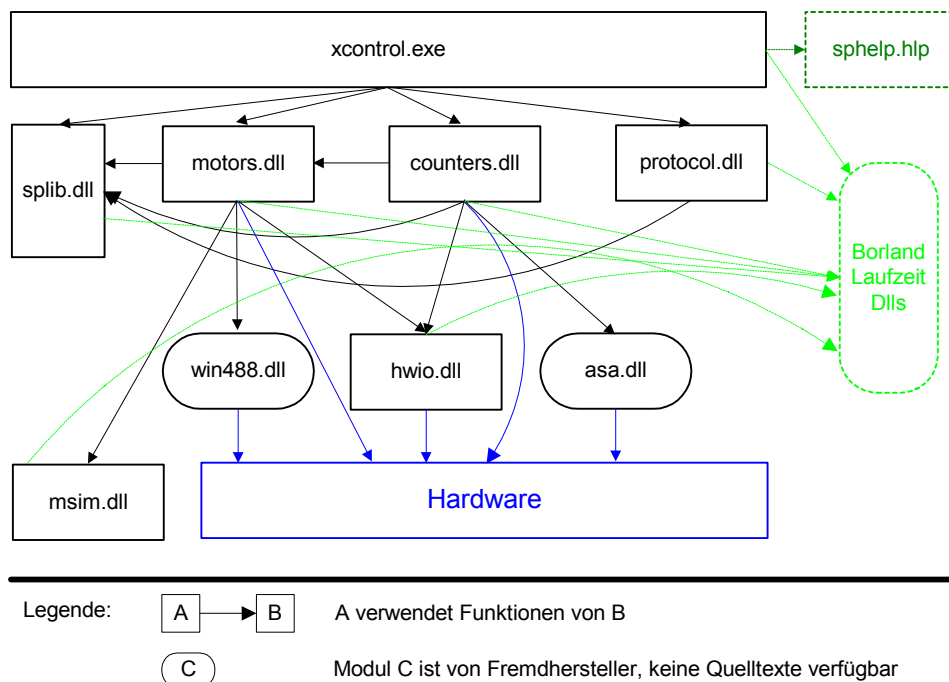 xcontrol.exe
sphelp.hlp
splib.dll
motors.dll
counters.dll
protocol.dll
Borland
Laufzeit
Dlls
win488.dll
hwio.dll
asa.dll
msim.dll
Hardware
Legende:
A
B
A verwendet Funktionen von B
C
Modul C ist von Fremdhersteller, keine Quelltexte verfügbar